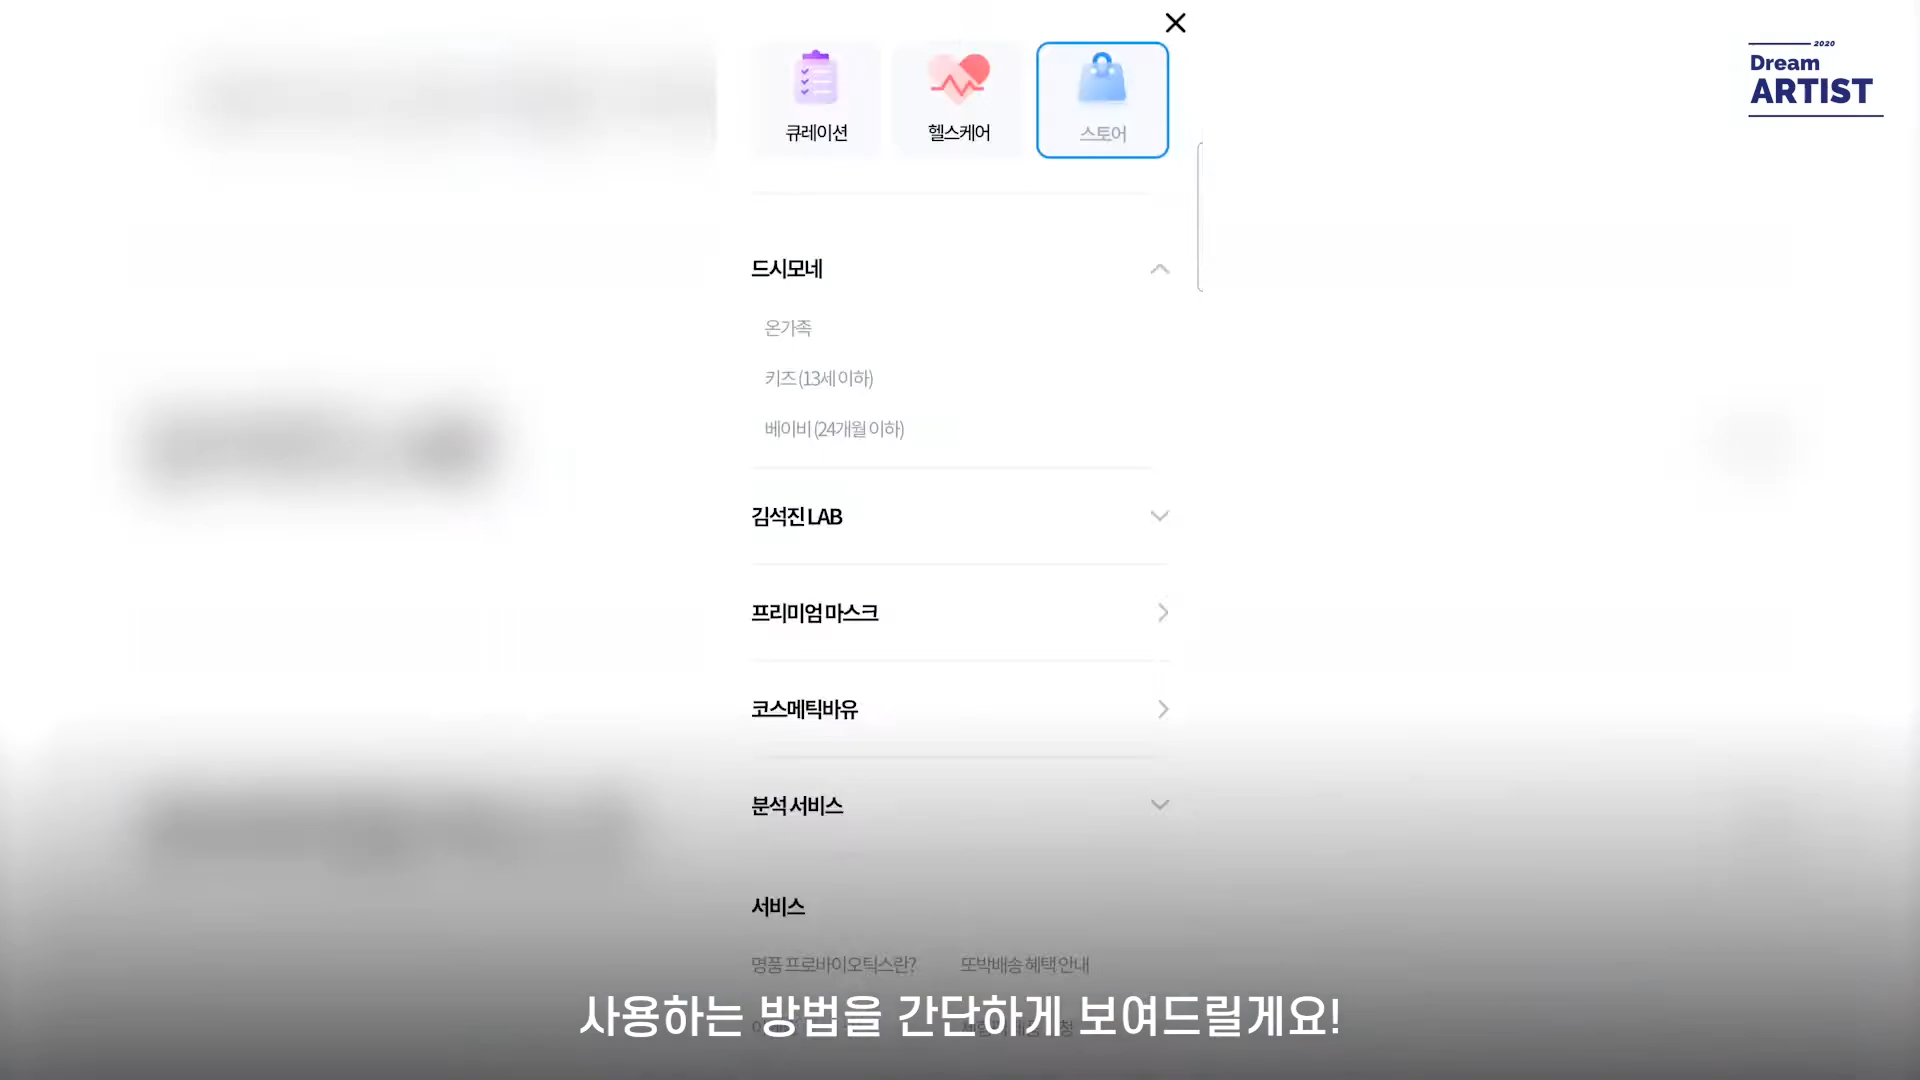 2020
Dream
ARTIST
큐레이션 헬스케어 스토어
드시모네
온가족
키즈 (13세 이하)
베이비 (24개월 이하)
김석진 LAB
프리미엄 마스크
코스메틱바유
분석 서비스
서비스
명품 프로바이오틱스란? 또박배송 혜택 안내
사용하는 방법을 간단하게 보여드릴게요!